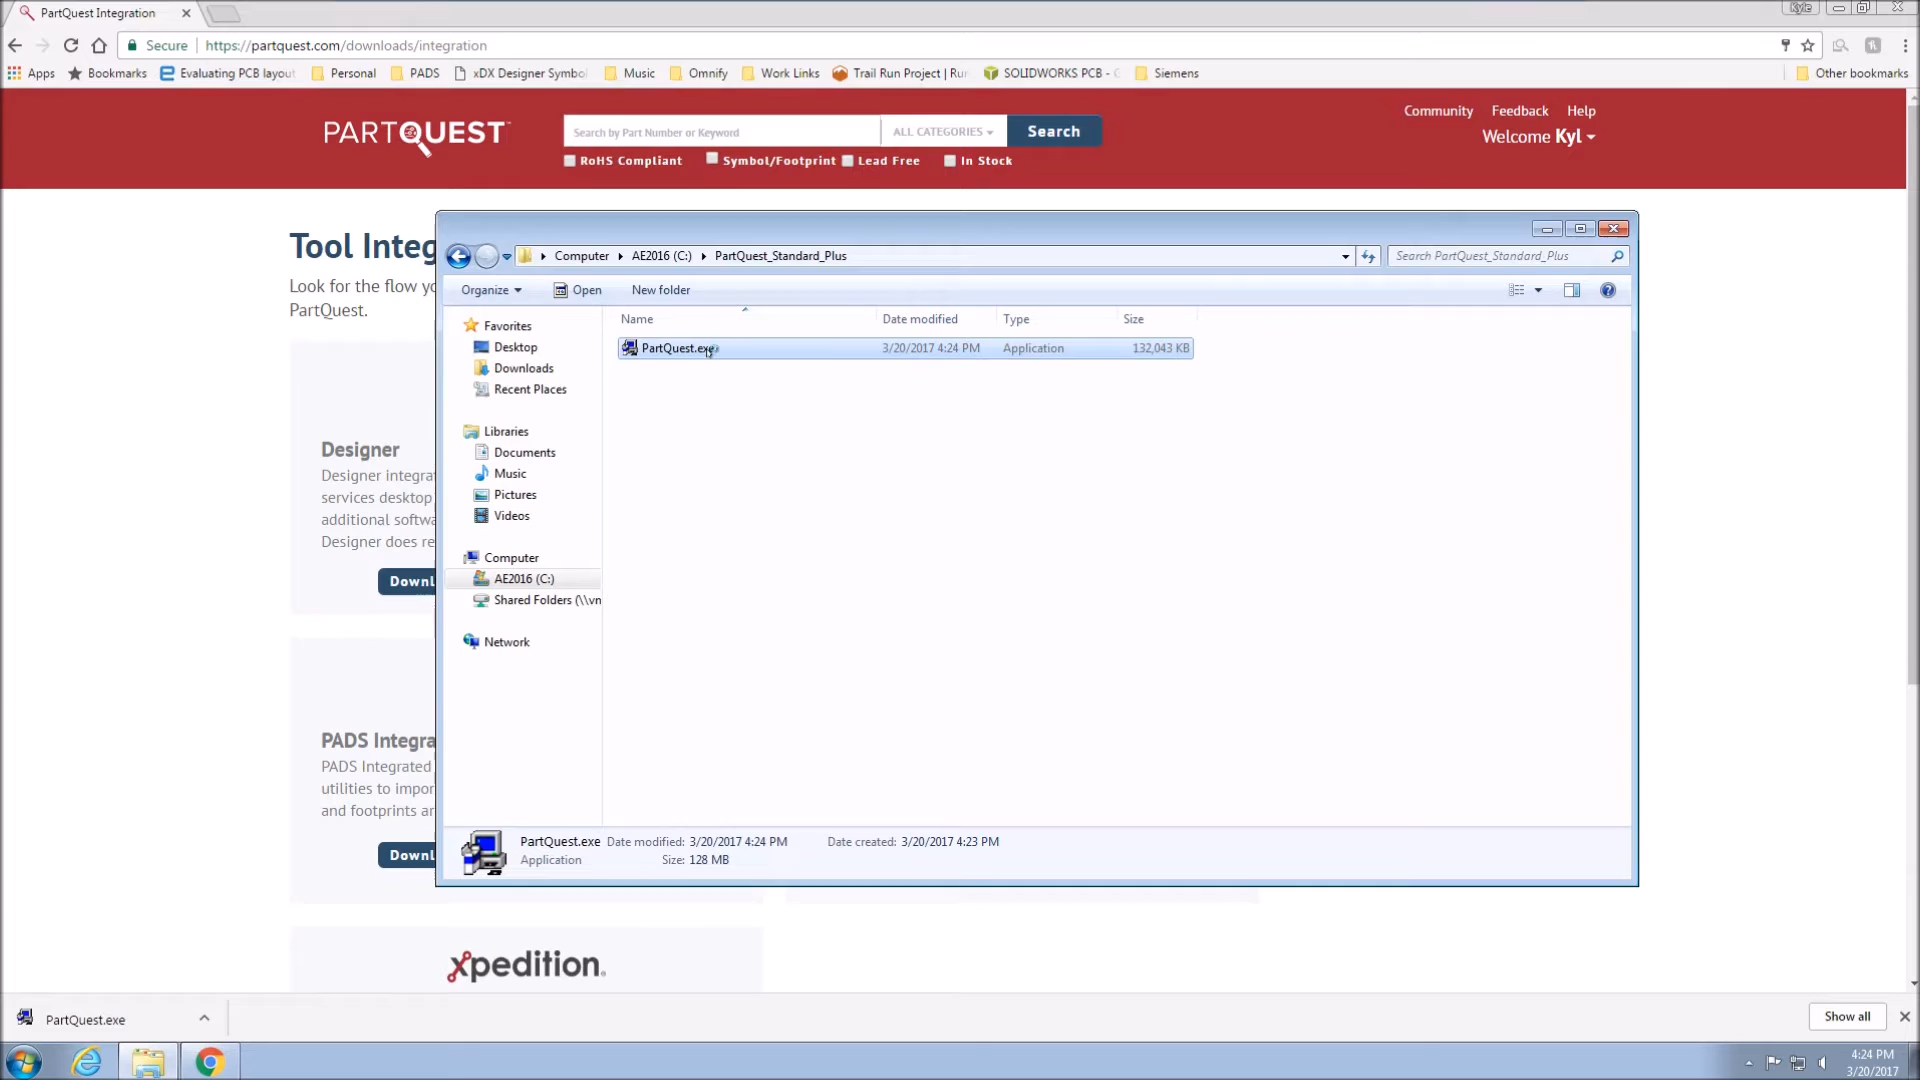 PartQuest Integration
Kyle
Secure
https://partquest.com/downloads/integration
Apps
Bookmarks
Evaluating PCB layout
Personal
PADS
xDX Designer Symbol
Music
Omnify
Work Links
Trail Run Project | Ru
SOLIDWORKS PCB -
Siemens
Other bookmarks
PARTQUEST
Search by Part Number or Keyword
ALL CATEGORIES
Search
Community
Feedback
Help
Welcome Kyl
RoHS Compliant
Symbol/Footprint
Lead Free
In Stock
Tool Integ
Look for the flow yo
PartQuest.
Designer
Designer integra
services desktop
additional softwa
Designer does re
Downl
PADS Integra
PADS Integrated
utilities to impor
and footprints ar
Downl
xpedition
Computer
AE2016 (C:)
PartQuest_Standard_Plus
Search PartQuest_Standard_Plus
Organize
Open
New folder
Name
Date modified
Type
Size
PartQuest.exe
3/20/2017 4:24 PM
Application
132,043 KB
Favorites
Desktop
Downloads
Recent Places
Libraries
Documents
Music
Pictures
Videos
Computer
AE2016 (C:)
Shared Folders (\\vn
Network
PartQuest.exe
Date modified: 3/20/2017 4:24 PM
Date created: 3/20/2017 4:23 PM
Application
Size: 128 MB
PartQuest.exe
Show all
4:24 PM
3/20/2017